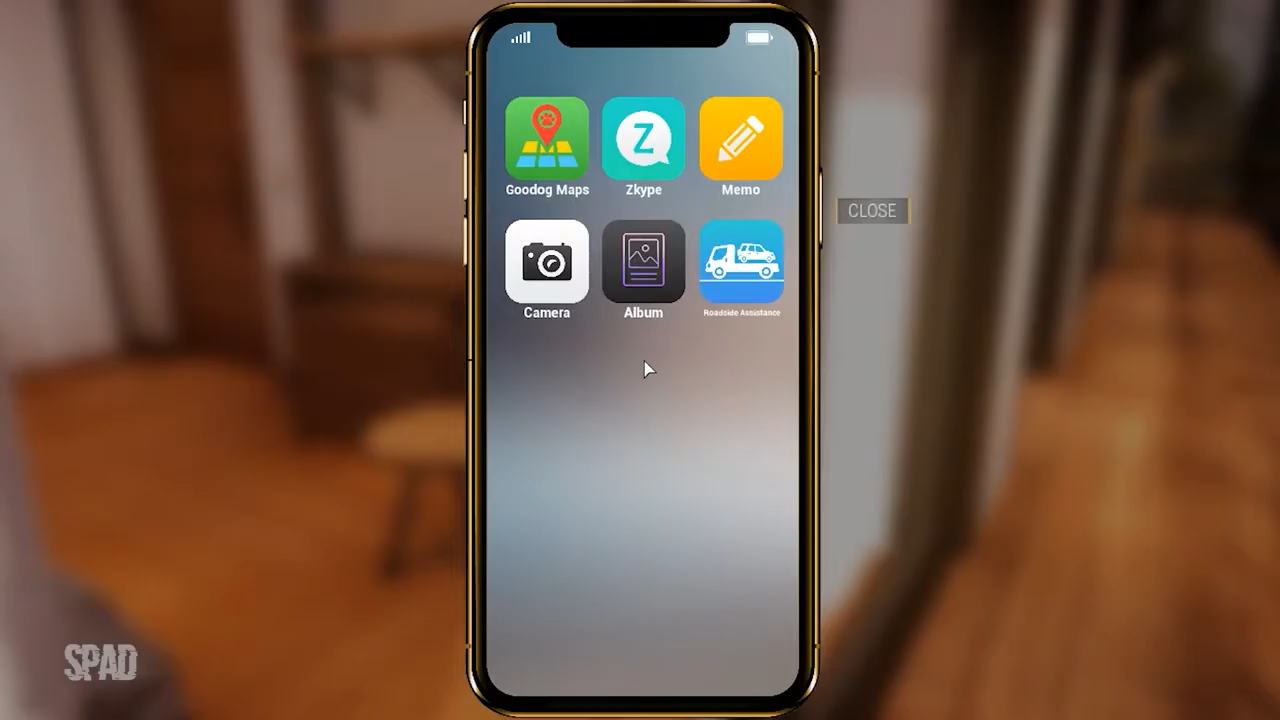 Goodog Maps
Z
Zkype
Memo
CLOSE
Camera
Album
Roadside Assistance
SPAD